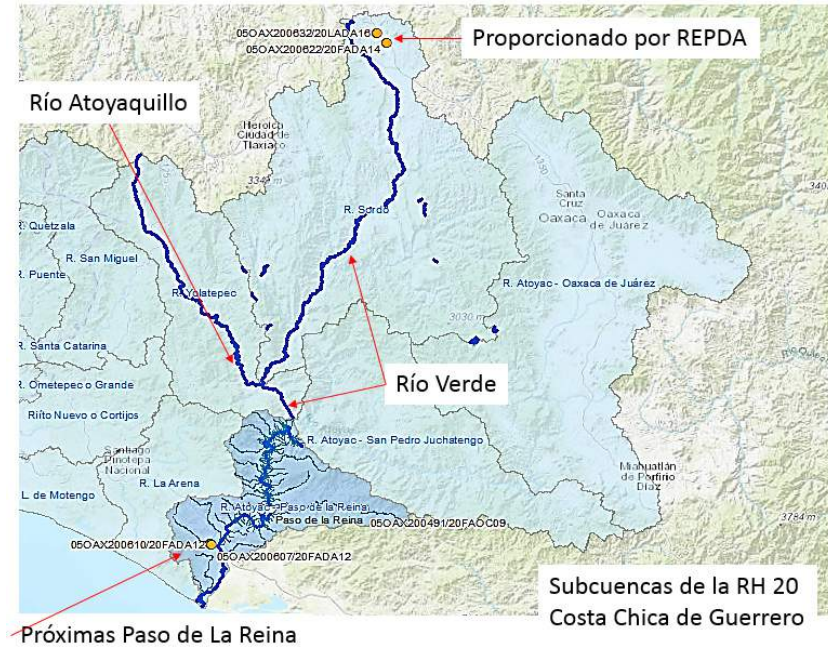 05OAX200632/20LADA16
05OAX200622/20FADA14
Proporcionado por REPDA
Río Atoyaquillo
Heroica
Ciudad de
Tlaxiaco
3340 m
Santa
Cruz
Oaxaca
Oaxaca
de Juárez
R. Sordo
R. Quetzala
R. San Miguel
R. Puente
R. Yolatepec
R. Atoyac - Oaxaca de Juárez
3030 m
R. Santa Catarina
R. Ometepec o Grande
Río Verde
Riíto Nuevo o Cortijos
Santiago
Pinotepa
Nacional
R. Atoyac - San Pedro Juchatengo
R. La Arena
Miahuatlán
de Porfirio
Díaz
L. de Motengo
R. Atoyac - Paso de la Reina
Paso de la Reina
05OAX200491/20FAOC09
3784 m
05OAX200610/20FADA12
05OAX200607/20FADA12
Subcuencas de la RH 20
Costa Chica de Guerrero
Próximas Paso de La Reina